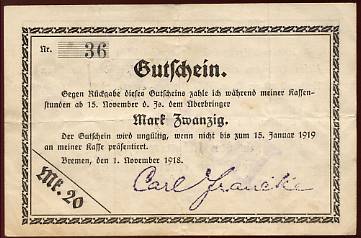 Nr. 36
Gutschein.
Gegen Rückgabe dieses Gutscheins zahle ich während meiner Kassen-
stunden ab 15. November d. Js. dem Überbringer
Mark Zwanzig.
Der Gutschein wird ungültig, wenn nicht bis zum 15. Januar 1919
an meiner Kasse präsentiert.
Bremen, den 1. November 1918.
Mk. 20
Carl Francke